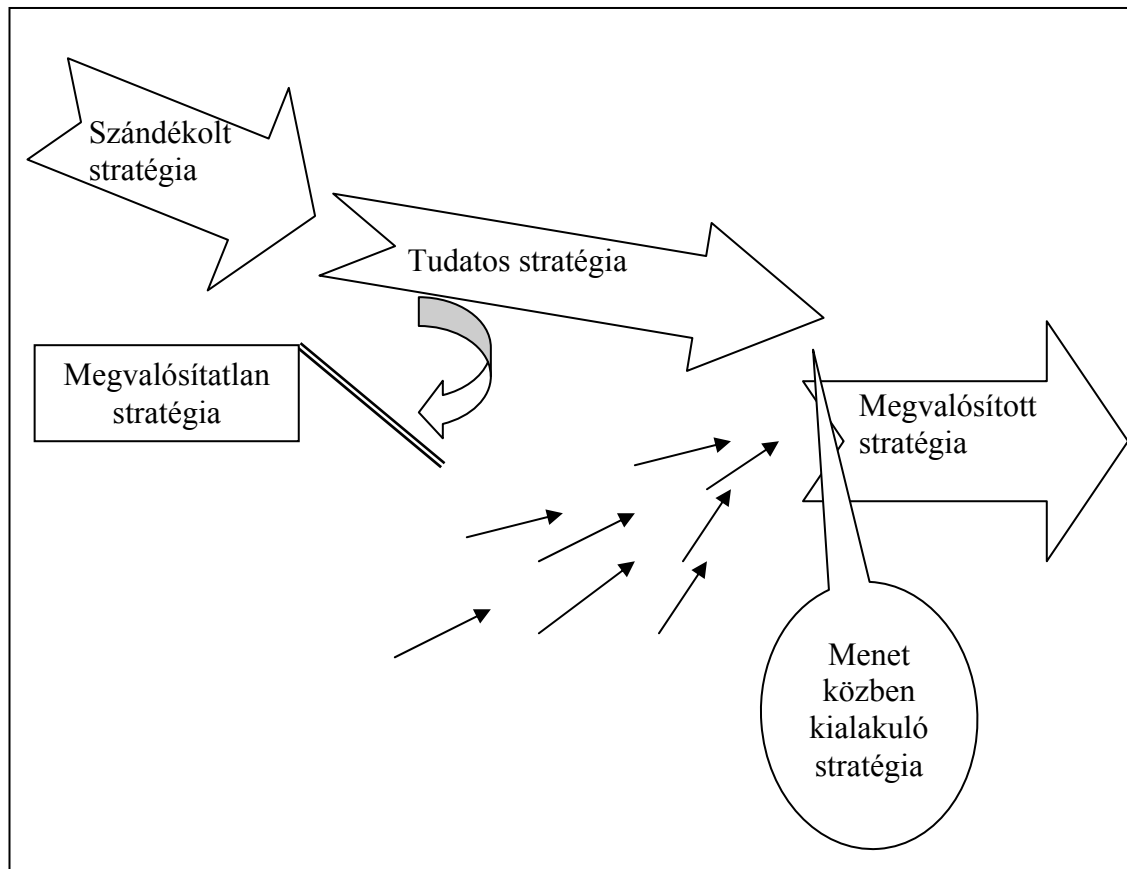 Szándékolt
stratégia
Tudatos stratégia
Megvalósítatlan
stratégia
Megvalósított
stratégia
Menet
közben
kialakuló
stratégia